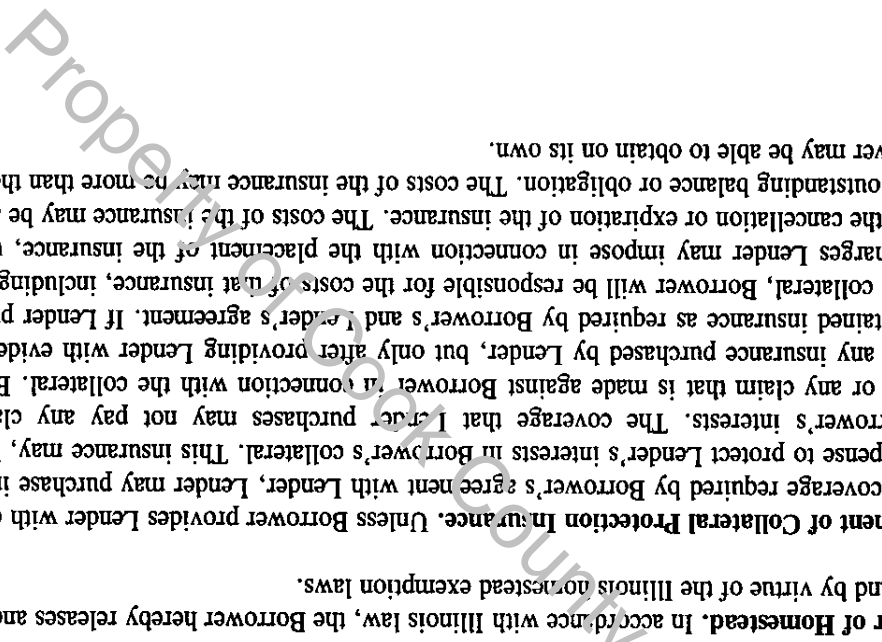 r of Homestead. In accordance with Illinois law, the Borrower hereby releases and
nd by virtue of the Illinois homestead exemption laws.
nent of Collateral Protection Insurance. Unless Borrower provides Lender with
coverage required by Borrower's agreement with Lender, Lender may purchase in
pense to protect Lender's interests in Borrower's collateral. This insurance may,
rower's interests. The coverage that Lender purchases may not pay any cla
or any claim that is made against Borrower in connection with the collateral. B
any insurance purchased by Lender, but only after providing Lender with evide
tained insurance as required by Borrower's and Lender's agreement. If Lender p
collateral, Borrower will be responsible for the costs of that insurance, including
arges Lender may impose in connection with the placement of the insurance,
the cancellation or expiration of the insurance. The costs of the insurance may be
outstanding balance or obligation. The costs of the insurance may be more than th
ver may be able to obtain on its own.
Property of Cook County